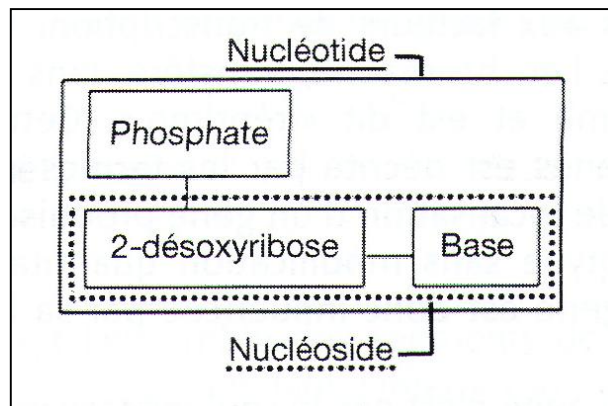 Nucléotide
Phosphate
2-désoxyribose
Base
Nucléoside